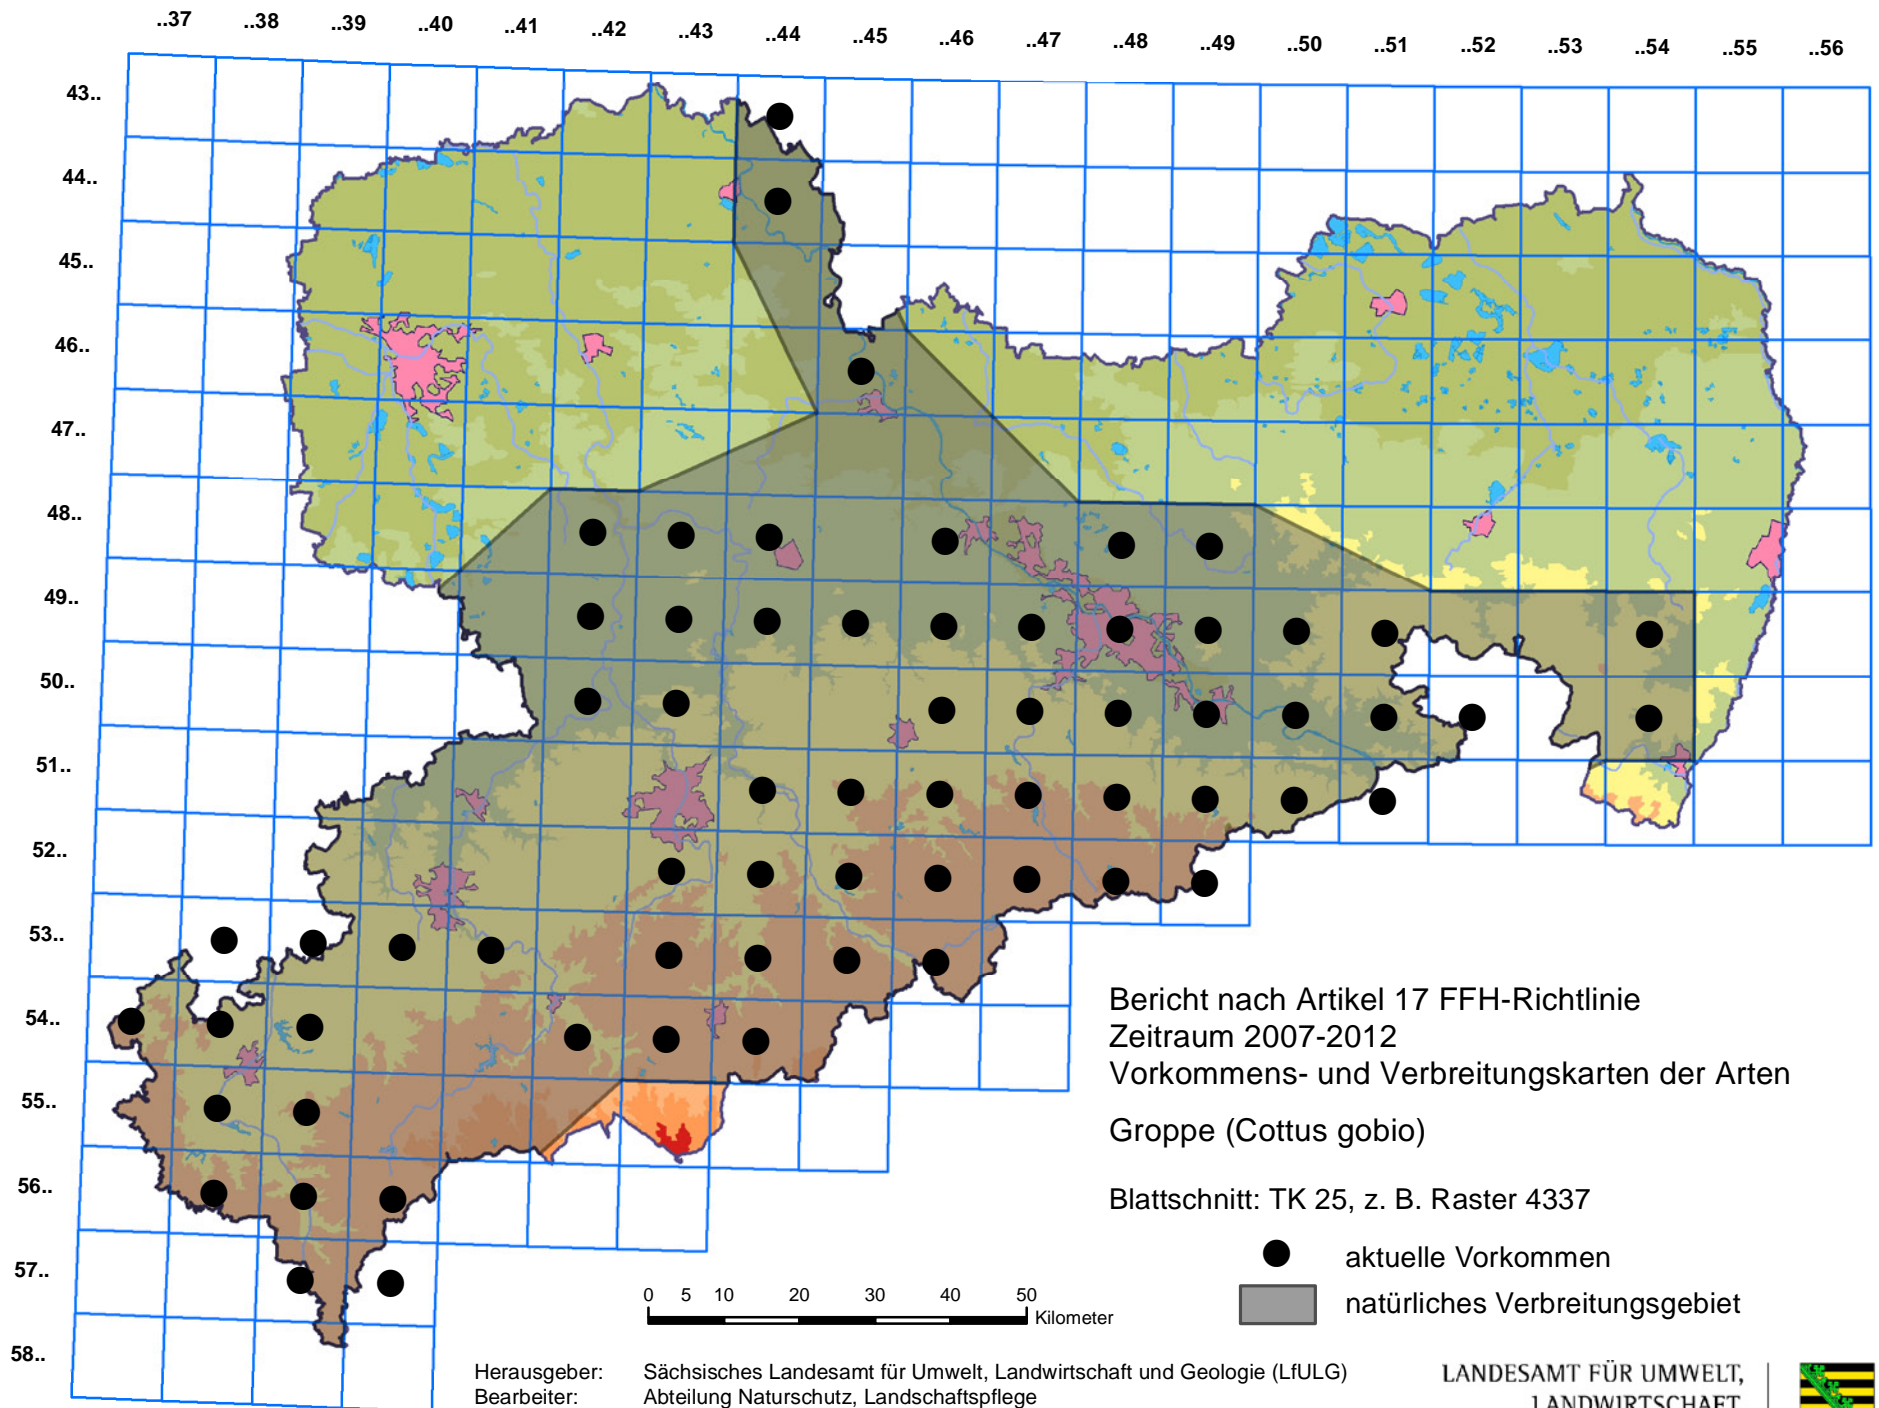 ..37 ..38 ..39 ..40 ..41 ..42 ..43 ..44 ..45 ..46 ..47 ..48 ..49 ..50 ..51 ..52 ..53 ..54 ..55 ..56
43..
44..
45..
46..
47..
48..
49..
50..
51..
52..
53..
54..
55..
56..
57..
58..
Bericht nach Artikel 17 FFH-Richtlinie
Zeitraum 2007-2012
Vorkommens- und Verbreitungskarten der Arten
Groppe (Cottus gobio)
Blattschnitt: TK 25, z. B. Raster 4337
aktuelle Vorkommen
natürliches Verbreitungsgebiet
0 5 10 20 30 40 50
Kilometer
Herausgeber: Sächsisches Landesamt für Umwelt, Landwirtschaft und Geologie (LfULG)
Bearbeiter: Abteilung Naturschutz, Landschaftspflege
LANDESAMT FÜR UMWELT,
LANDWIRTSCHAFT